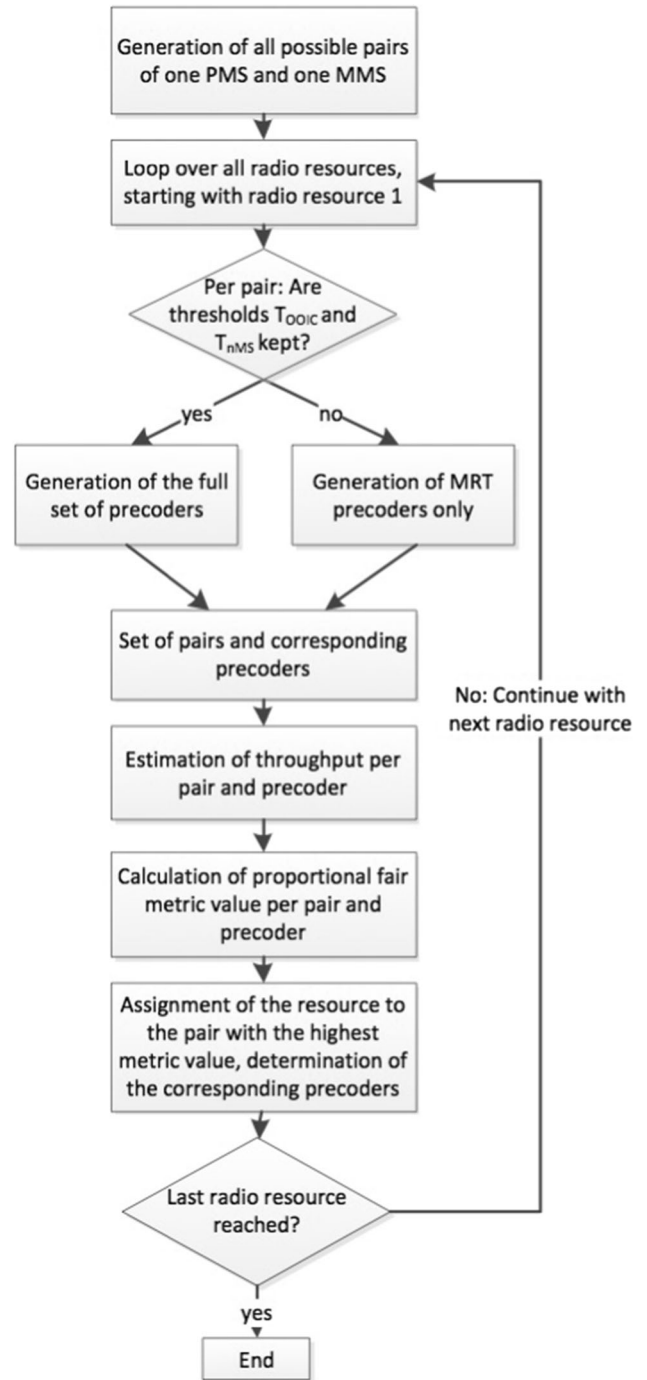 Generation of all possible pairs
of one PMS and one MMS
Loop over all radio resources,
starting with radio resource 1
Per pair: Are
thresholds TOOIC and
TnMS kept?
yes
no
Generation of the full
set of precoders
Generation of MRT
precoders only
Set of pairs and corresponding
precoders
Estimation of throughput per
pair and precoder
Calculation of proportional fair
metric value per pair and
precoder
Assignment of the resource to
the pair with the highest
metric value, determination of
the corresponding precoders
Last radio resource
reached?
No: Continue with
next radio resource
yes
End